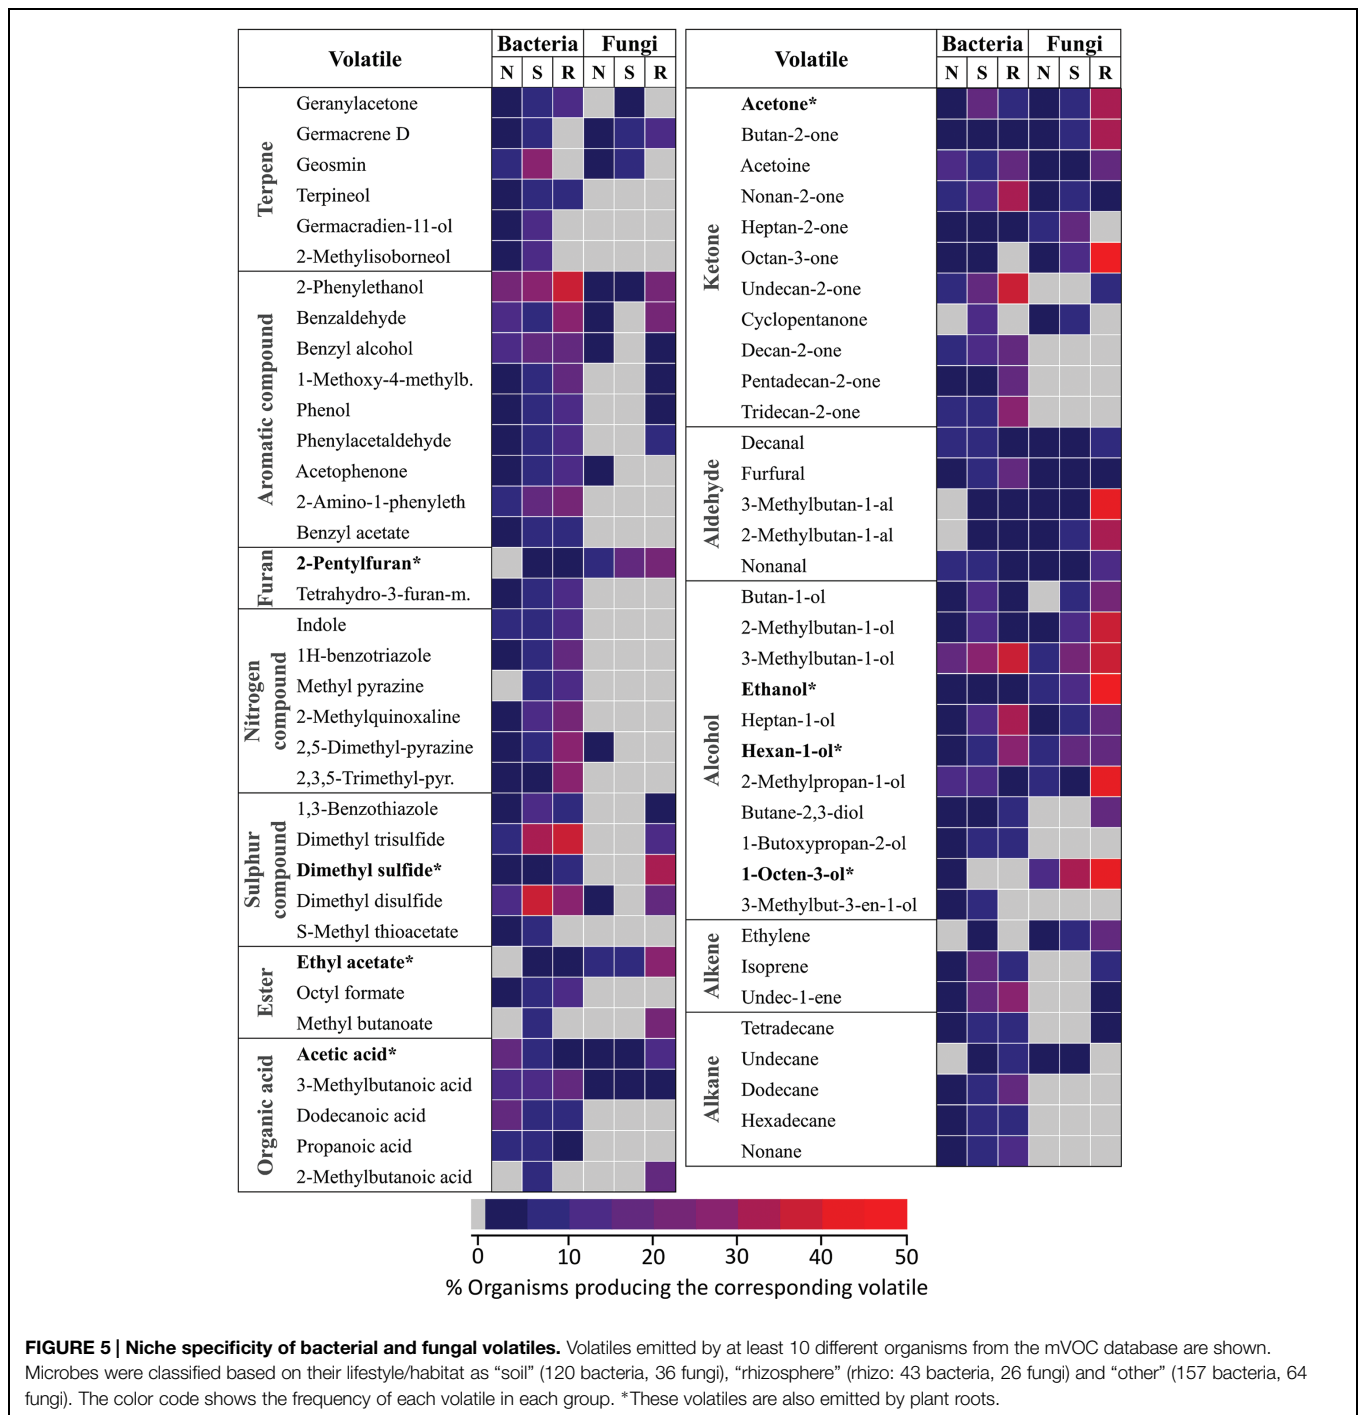 Volatile
Bacteria Fungi
N S R N S R
Terpene
Geranylacetone
Germacrene D
Geosmin
Terpineol
Germacradien-11-ol
2-Methylisoborneol
Aromatic compound
2-Phenylethanol
Benzaldehyde
Benzyl alcohol
1-Methoxy-4-methylb.
Phenol
Phenylacetaldehyde
Acetophenone
2-Amino-1-phenyleth
Benzyl acetate
Furan
2-Pentylfuran*
Tetrahydro-3-furan-m.
Nitrogen
compound
Indole
1H-benzotriazole
Methyl pyrazine
2-Methylquinoxaline
2,5-Dimethyl-pyrazine
2,3,5-Trimethyl-pyr.
Sulphur
compound
1,3-Benzothiazole
Dimethyl trisulfide
Dimethyl sulfide*
Dimethyl disulfide
S-Methyl thioacetate
Ester
Ethyl acetate*
Octyl formate
Methyl butanoate
Organic acid
Acetic acid*
3-Methylbutanoic acid
Dodecanoic acid
Propanoic acid
2-Methylbutanoic acid
Volatile
Bacteria Fungi
N S R N S R
Ketone
Acetone*
Butan-2-one
Acetoine
Nonan-2-one
Heptan-2-one
Octan-3-one
Undecan-2-one
Cyclopentanone
Decan-2-one
Pentadecan-2-one
Tridecan-2-one
Aldehyde
Decanal
Furfural
3-Methylbutan-1-al
2-Methylbutan-1-al
Nonanal
Alcohol
Butan-1-ol
2-Methylbutan-1-ol
3-Methylbutan-1-ol
Ethanol*
Heptan-1-ol
Hexan-1-ol*
2-Methylpropan-1-ol
Butane-2,3-diol
1-Butoxypropan-2-ol
1-Octen-3-ol*
3-Methylbut-3-en-1-ol
Alkene
Ethylene
Isoprene
Undec-1-ene
Alkane
Tetradecane
Undecane
Dodecane
Hexadecane
Nonane
0 10 20 30 40 50
% Organisms producing the corresponding volatile
FIGURE 5 | Niche specificity of bacterial and fungal volatiles. Volatiles emitted by at least 10 different organisms from the mVOC database are shown.
Microbes were classified based on their lifestyle/habitat as “soil” (120 bacteria, 36 fungi), “rhizosphere” (rhizo: 43 bacteria, 26 fungi) and “other” (157 bacteria, 64
fungi). The color code shows the frequency of each volatile in each group. *These volatiles are also emitted by plant roots.